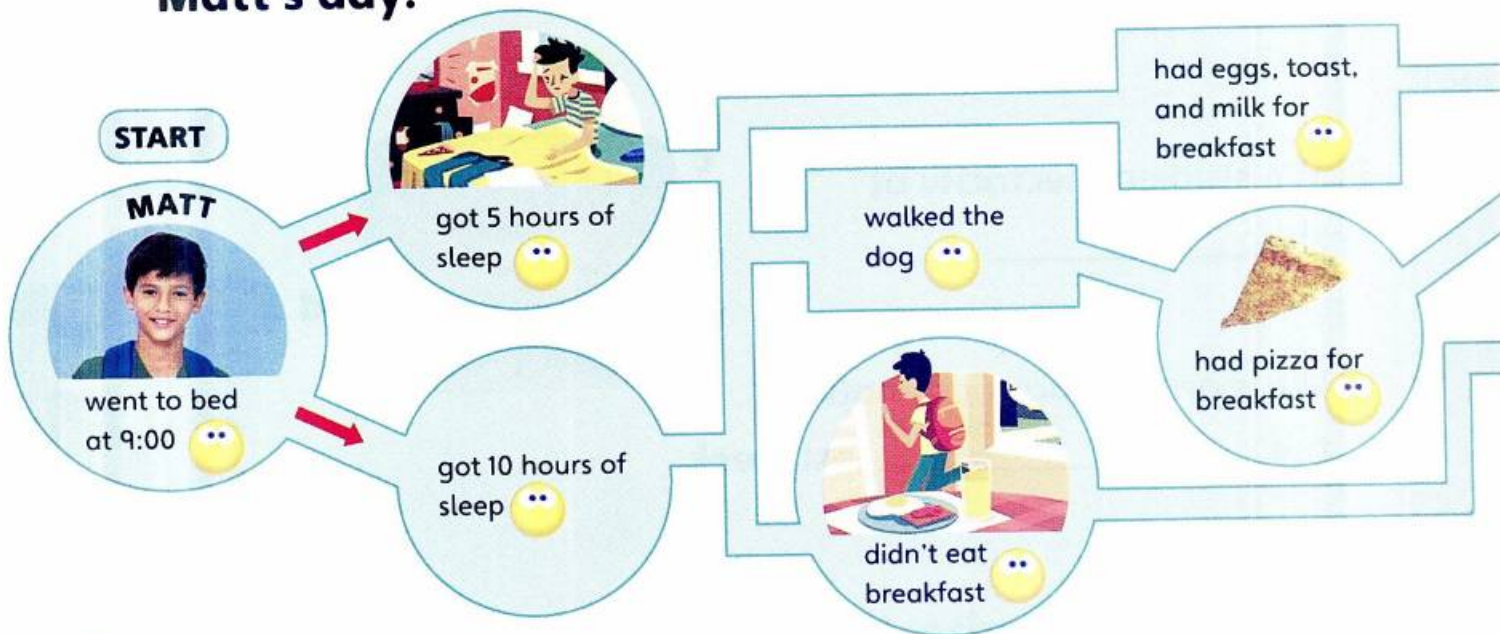 Matt's day.
START
MATT
went to bed
at 9:00
got 5 hours of
sleep
got 10 hours of
sleep
had eggs, toast,
and milk for
breakfast
walked the
dog
had pizza for
breakfast
didn't eat
breakfast